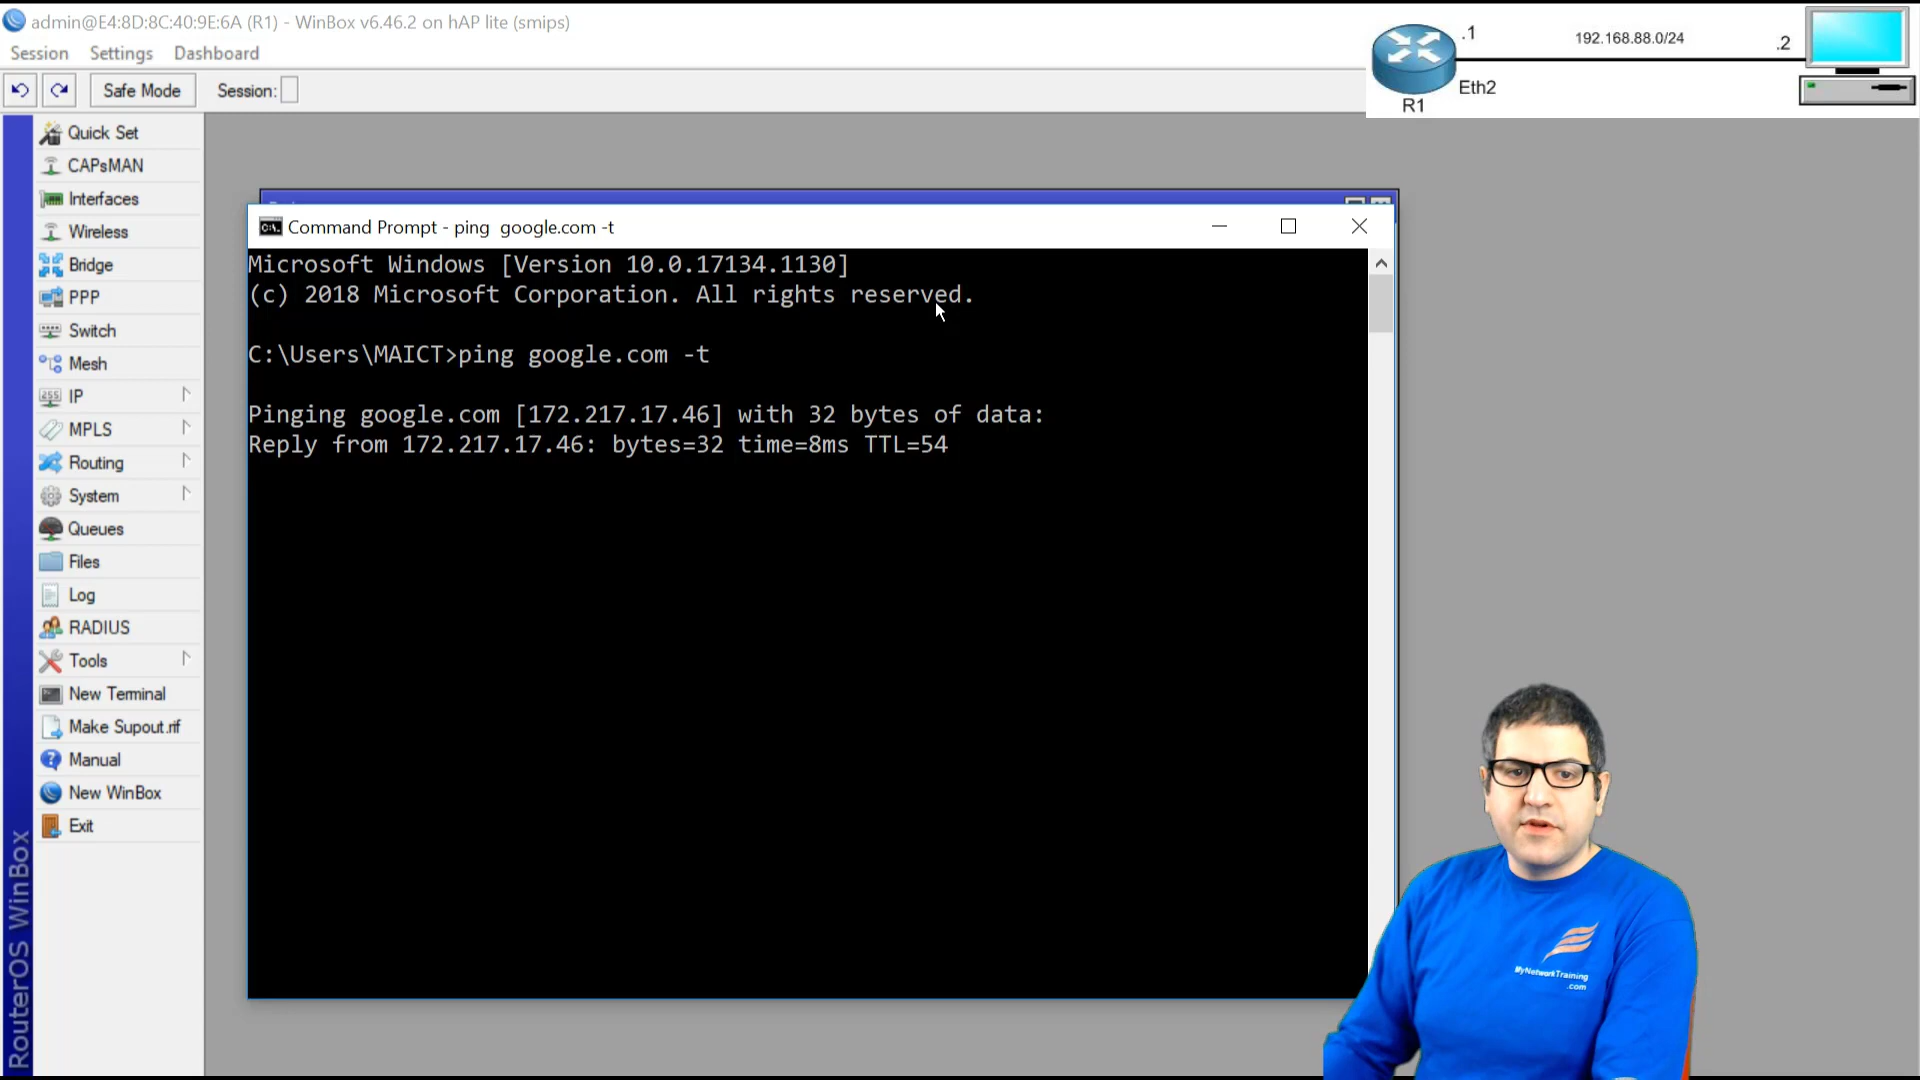 admin@E4:8D:8C:40:9E:6A (R1) - WinBox v6.46.2 on hAP lite (smips)
Session Settings Dashboard
Safe Mode Session:
.1 192.168.88.0/24 .2
Eth2
R1
Quick Set
CAPsMAN
Interfaces
Wireless
Bridge
PPP
Switch
Mesh
IP
MPLS
Routing
System
Queues
Files
Log
RADIUS
Tools
New Terminal
Make Supout.rif
Manual
New WinBox
Exit
RouterOS WinBox
Command Prompt - ping  google.com -t
Microsoft Windows [Version 10.0.17134.1130]
(c) 2018 Microsoft Corporation. All rights reserved.
C:\Users\MAICT>ping google.com -t
Pinging google.com [172.217.17.46] with 32 bytes of data:
Reply from 172.217.17.46: bytes=32 time=8ms TTL=54
MyNetworkTraining
.com